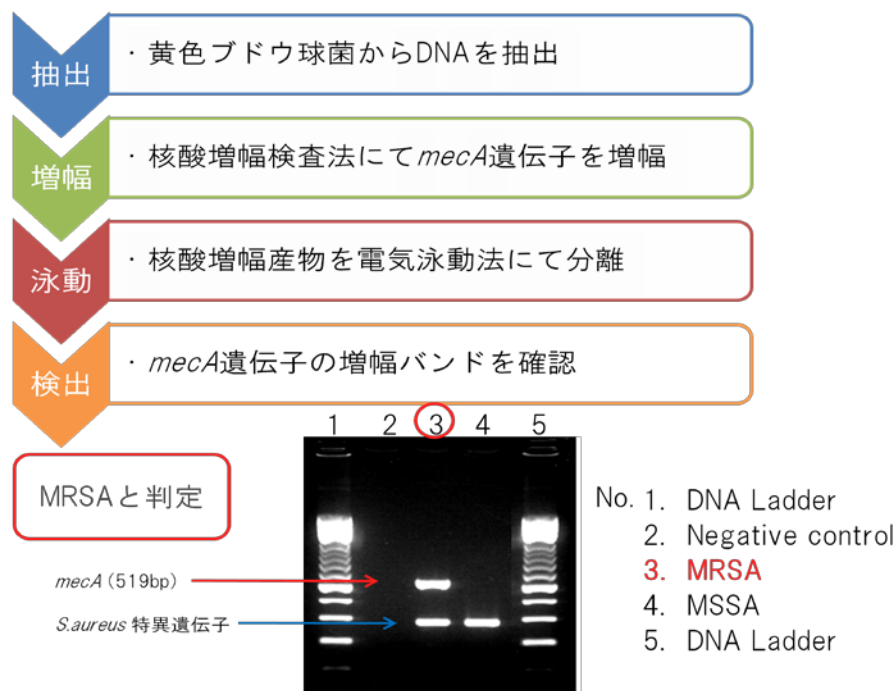 抽出
・黄色ブドウ球菌からDNAを抽出
増幅
・核酸増幅検査法にてmecA遺伝子を増幅
泳動
・核酸増幅産物を電気泳動法にて分離
検出
・mecA遺伝子の増幅バンドを確認
1 2 3 4 5
MRSAと判定
mecA (519bp)
S.aureus 特異遺伝子
No. 1. DNA Ladder
2. Negative control
3. MRSA
4. MSSA
5. DNA Ladder